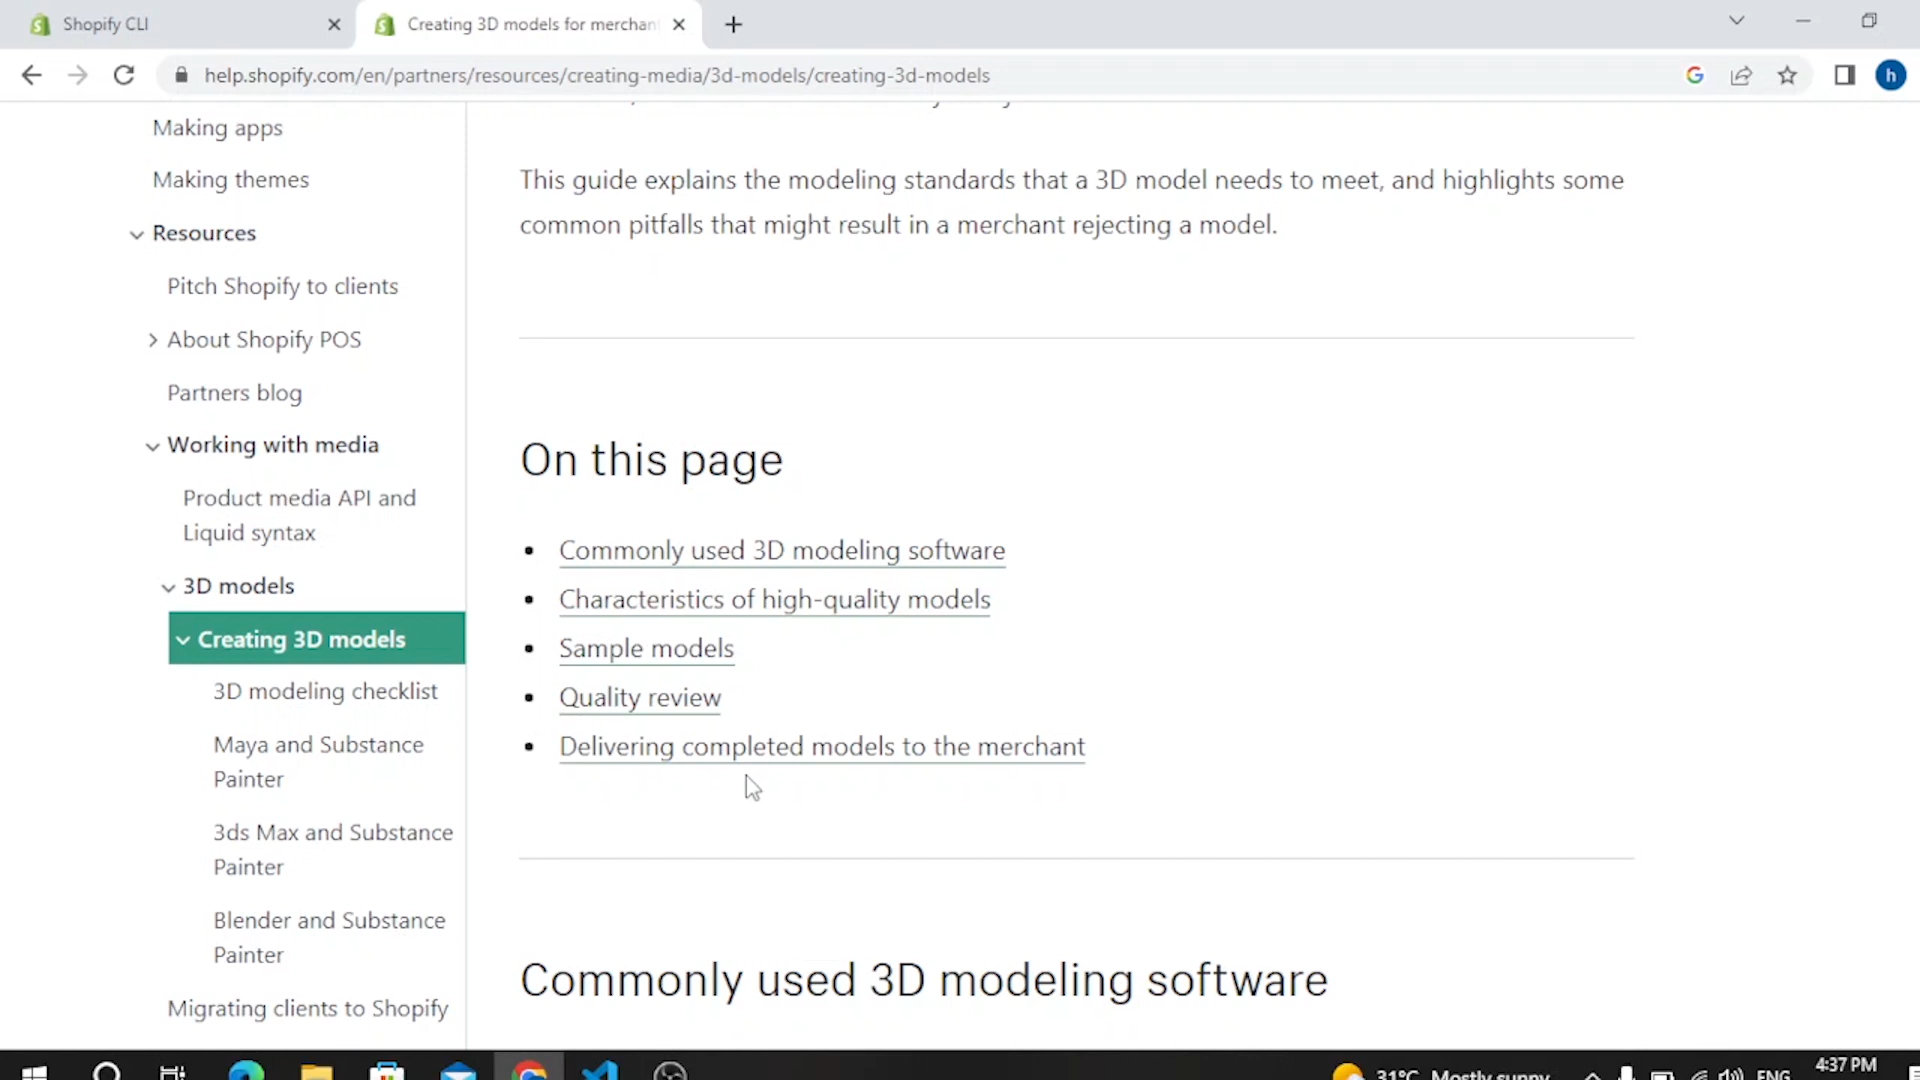 Shopify CLI
Creating 3D models for merchan
help.shopify.com/en/partners/resources/creating-media/3d-models/creating-3d-models
h
Making apps
Making themes
Resources
Pitch Shopify to clients
About Shopify POS
Partners blog
Working with media
Product media API and
Liquid syntax
3D models
Creating 3D models
3D modeling checklist
Maya and Substance
Painter
3ds Max and Substance
Painter
Blender and Substance
Painter
Migrating clients to Shopify
This guide explains the modeling standards that a 3D model needs to meet, and highlights some
common pitfalls that might result in a merchant rejecting a model.
On this page
Commonly used 3D modeling software
Characteristics of high-quality models
Sample models
Quality review
Delivering completed models to the merchant
Commonly used 3D modeling software
31°C Mostly sunny
ENG
4:37 PM